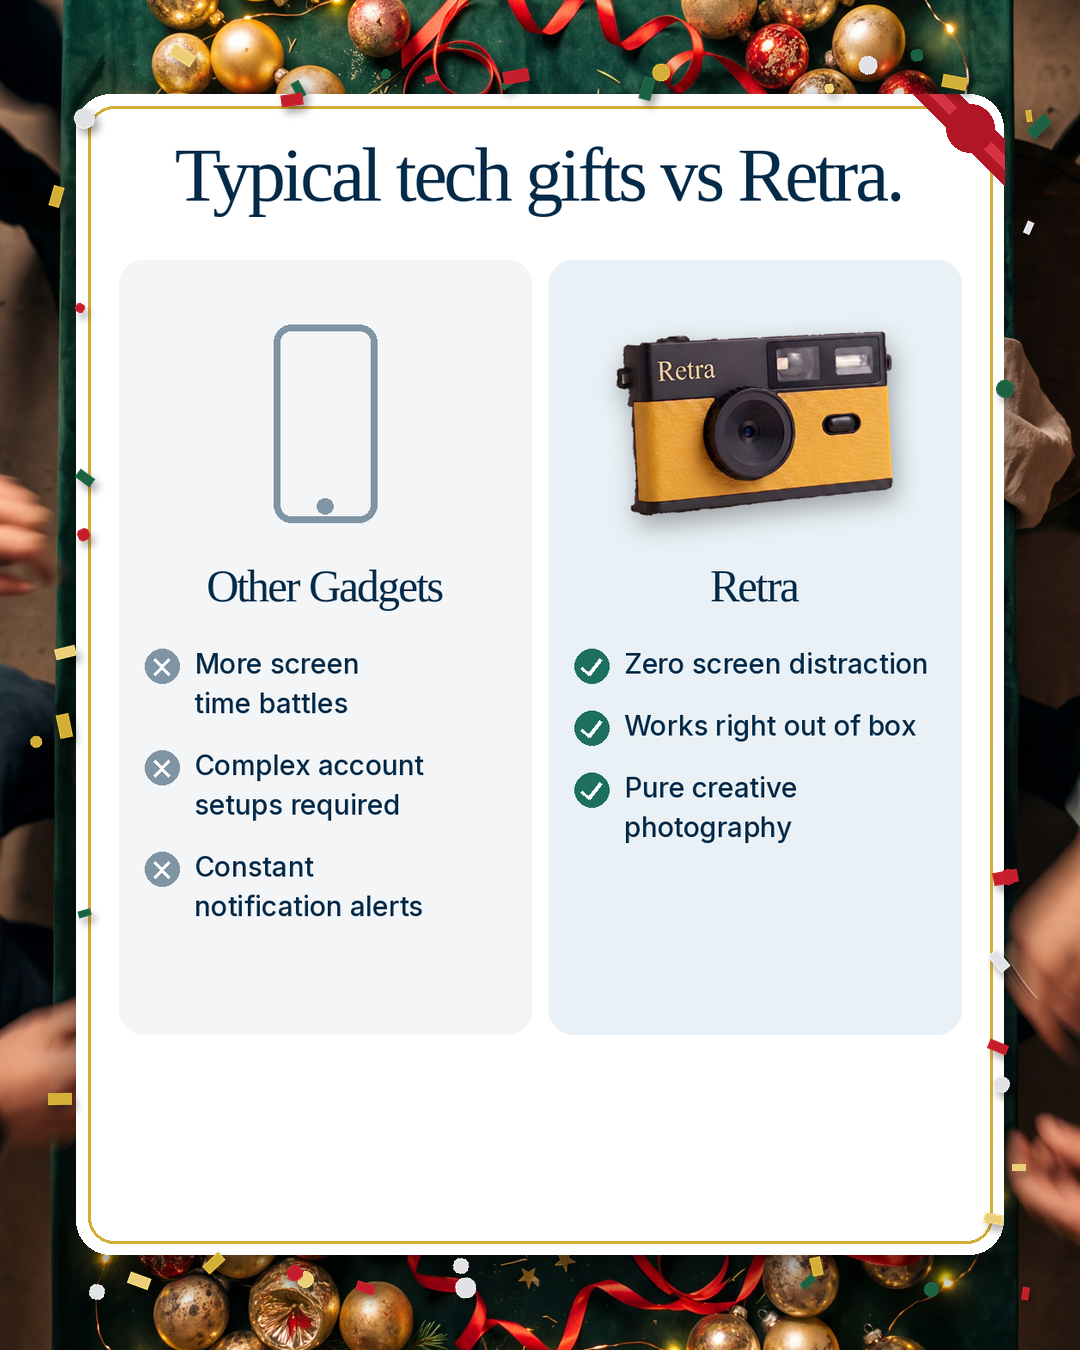 Typical tech gifts vs Retra.
Retra
Other Gadgets
More screen
time battles
Complex account
setups required
Constant
notification alerts
Retra
Zero screen distraction
Works right out of box
Pure creative
photography